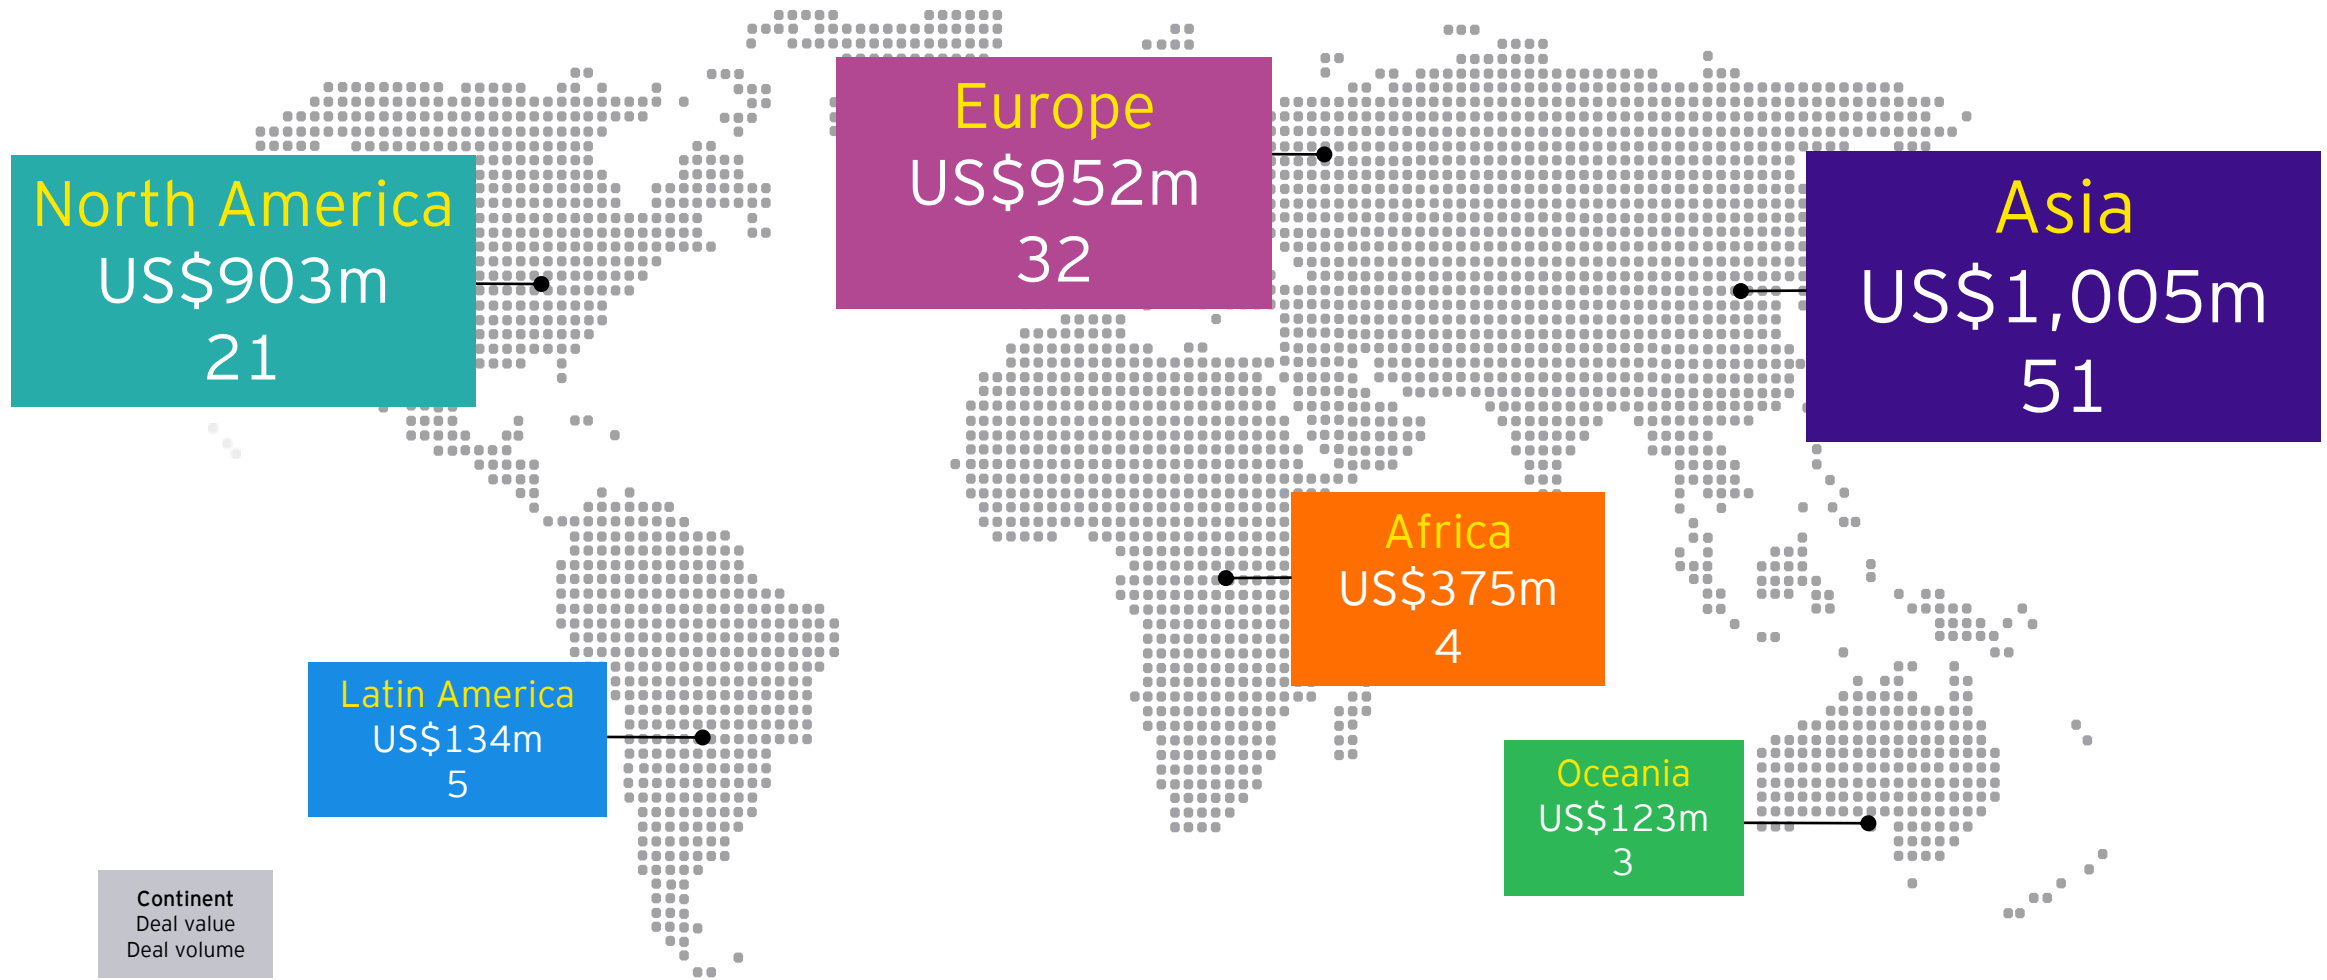 Europe
US$952m
32
North America
US$903m
21
Asia
US$1,005m
51
Africa
US$375m
4
Latin America
US$134m
5
Oceania
US$123m
3
Continent
Deal value
Deal volume